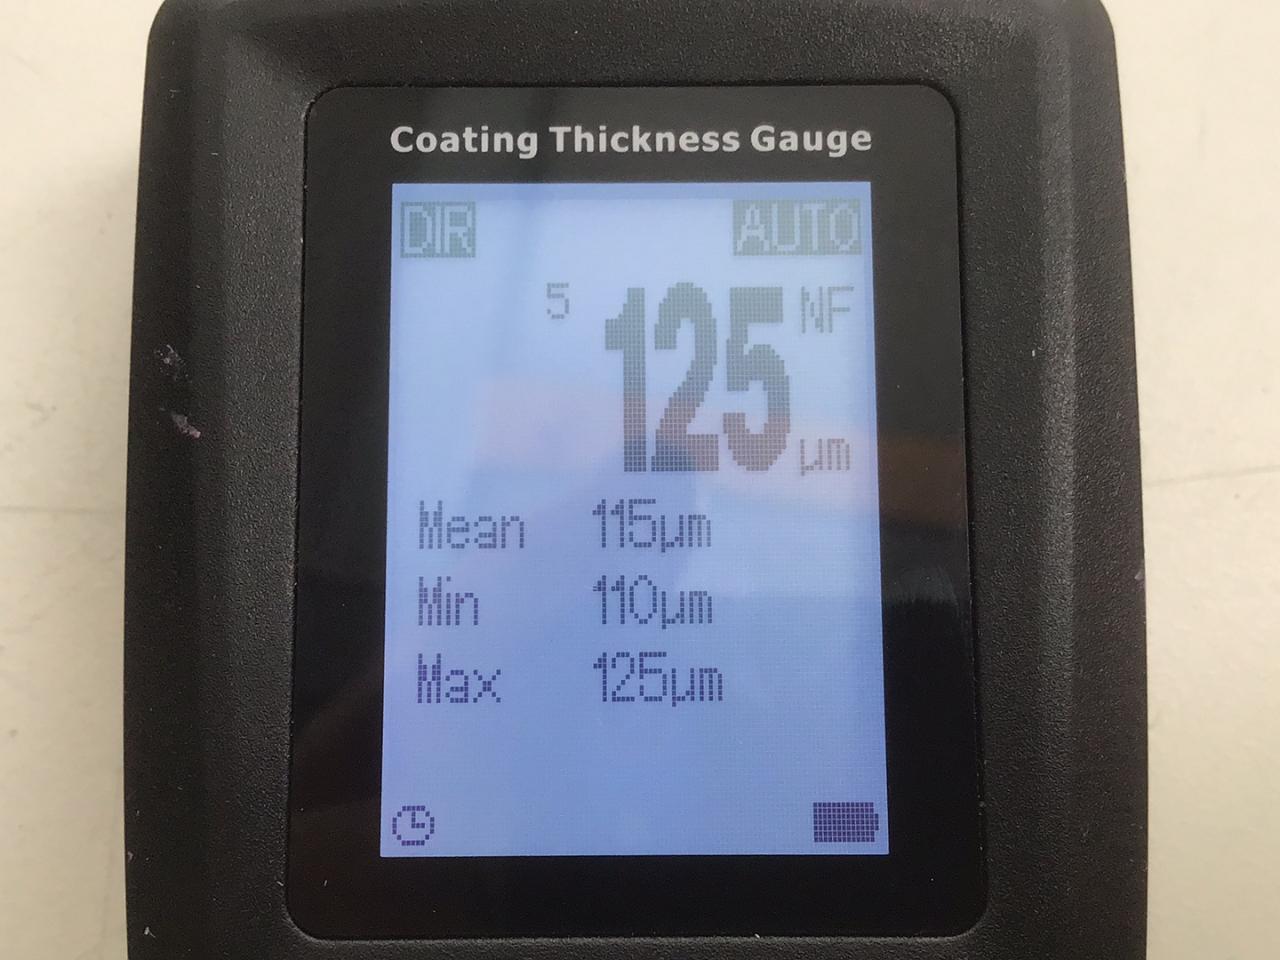 Coating Thickness Gauge
DIR AUTO
5 125 NF
µm
Mean 115µm
Min 110µm
Max 125µm